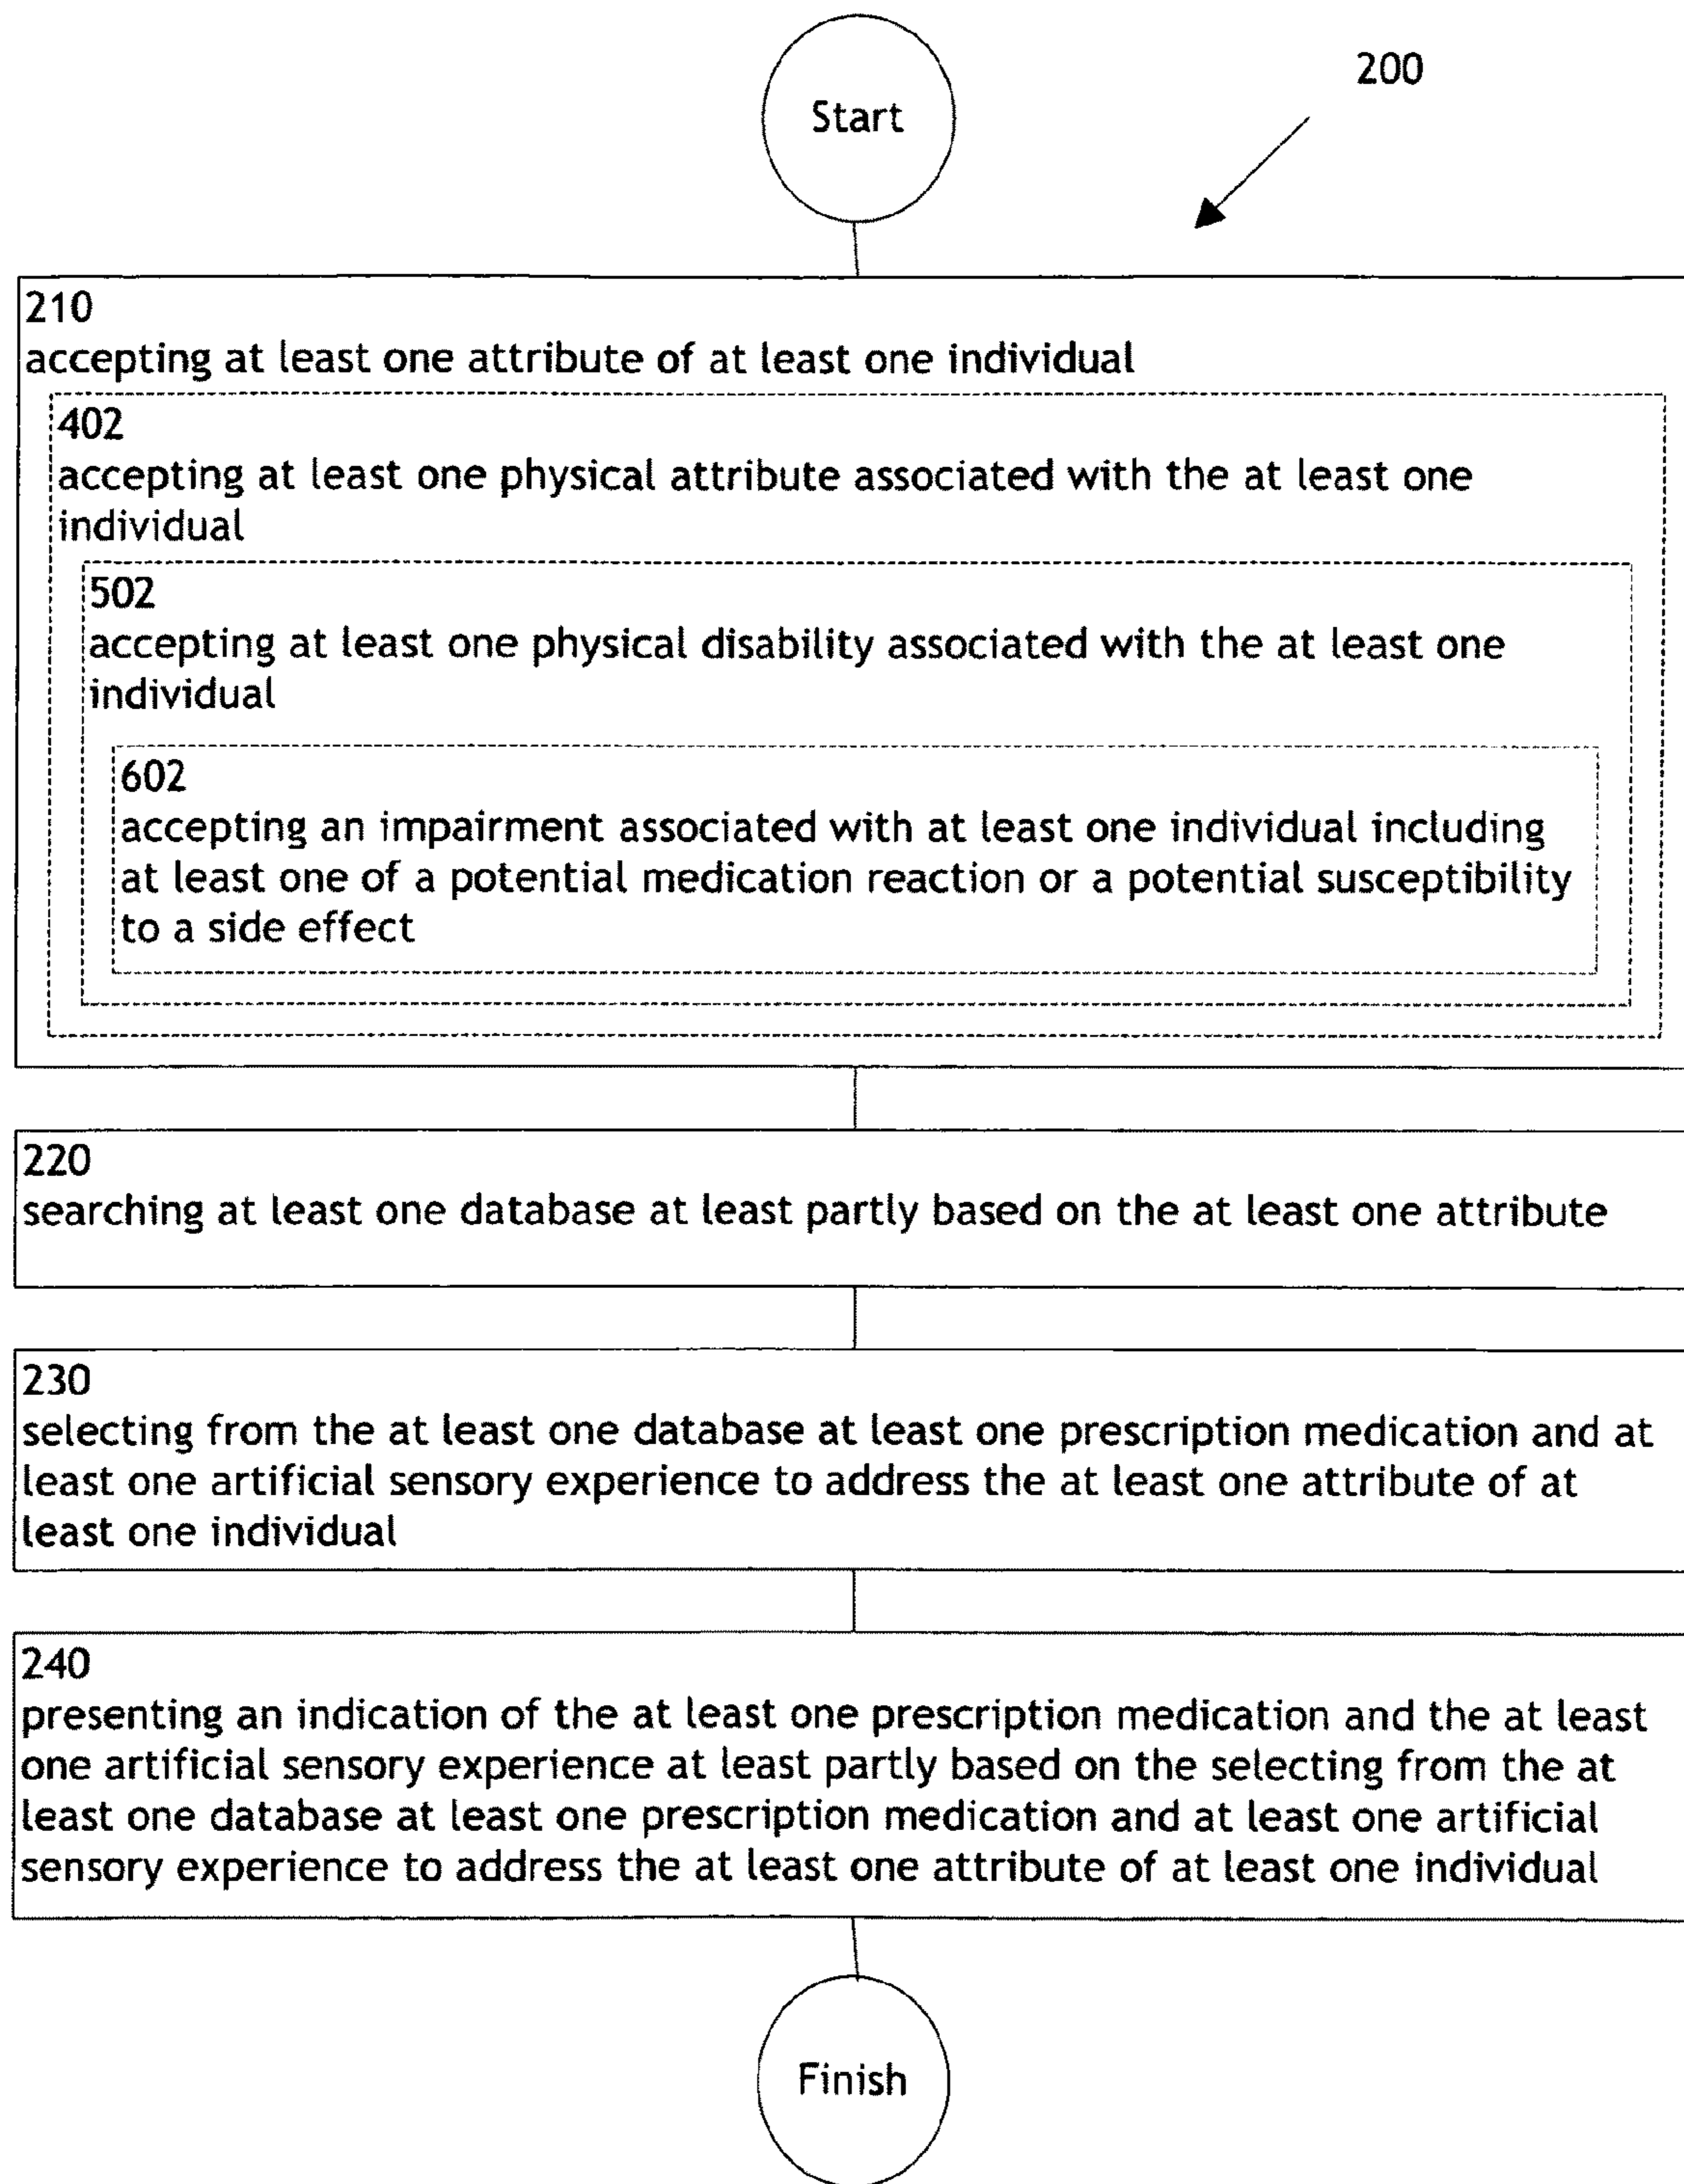 Start
200
210
accepting at least one attribute of at least one individual
402
accepting at least one physical attribute associated with the at least one
individual
502
accepting at least one physical disability associated with the at least one
individual
602
accepting an impairment associated with at least one individual including
at least one of a potential medication reaction or a potential susceptibility
to a side effect
220
searching at least one database at least partly based on the at least one attribute
230
selecting from the at least one database at least one prescription medication and at
least one artificial sensory experience to address the at least one attribute of at
least one individual
240
presenting an indication of the at least one prescription medication and the at least
one artificial sensory experience at least partly based on the selecting from the at
least one database at least one prescription medication and at least one artificial
sensory experience to address the at least one attribute of at least one individual
Finish